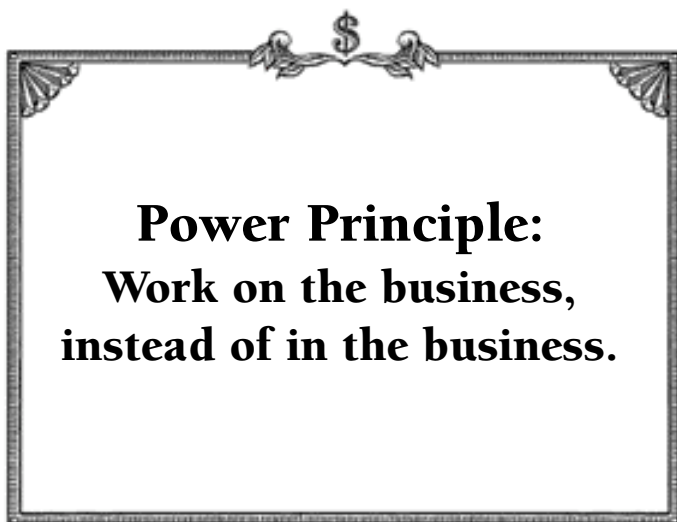 $
Power Principle:
Work on the business,
instead of in the business.